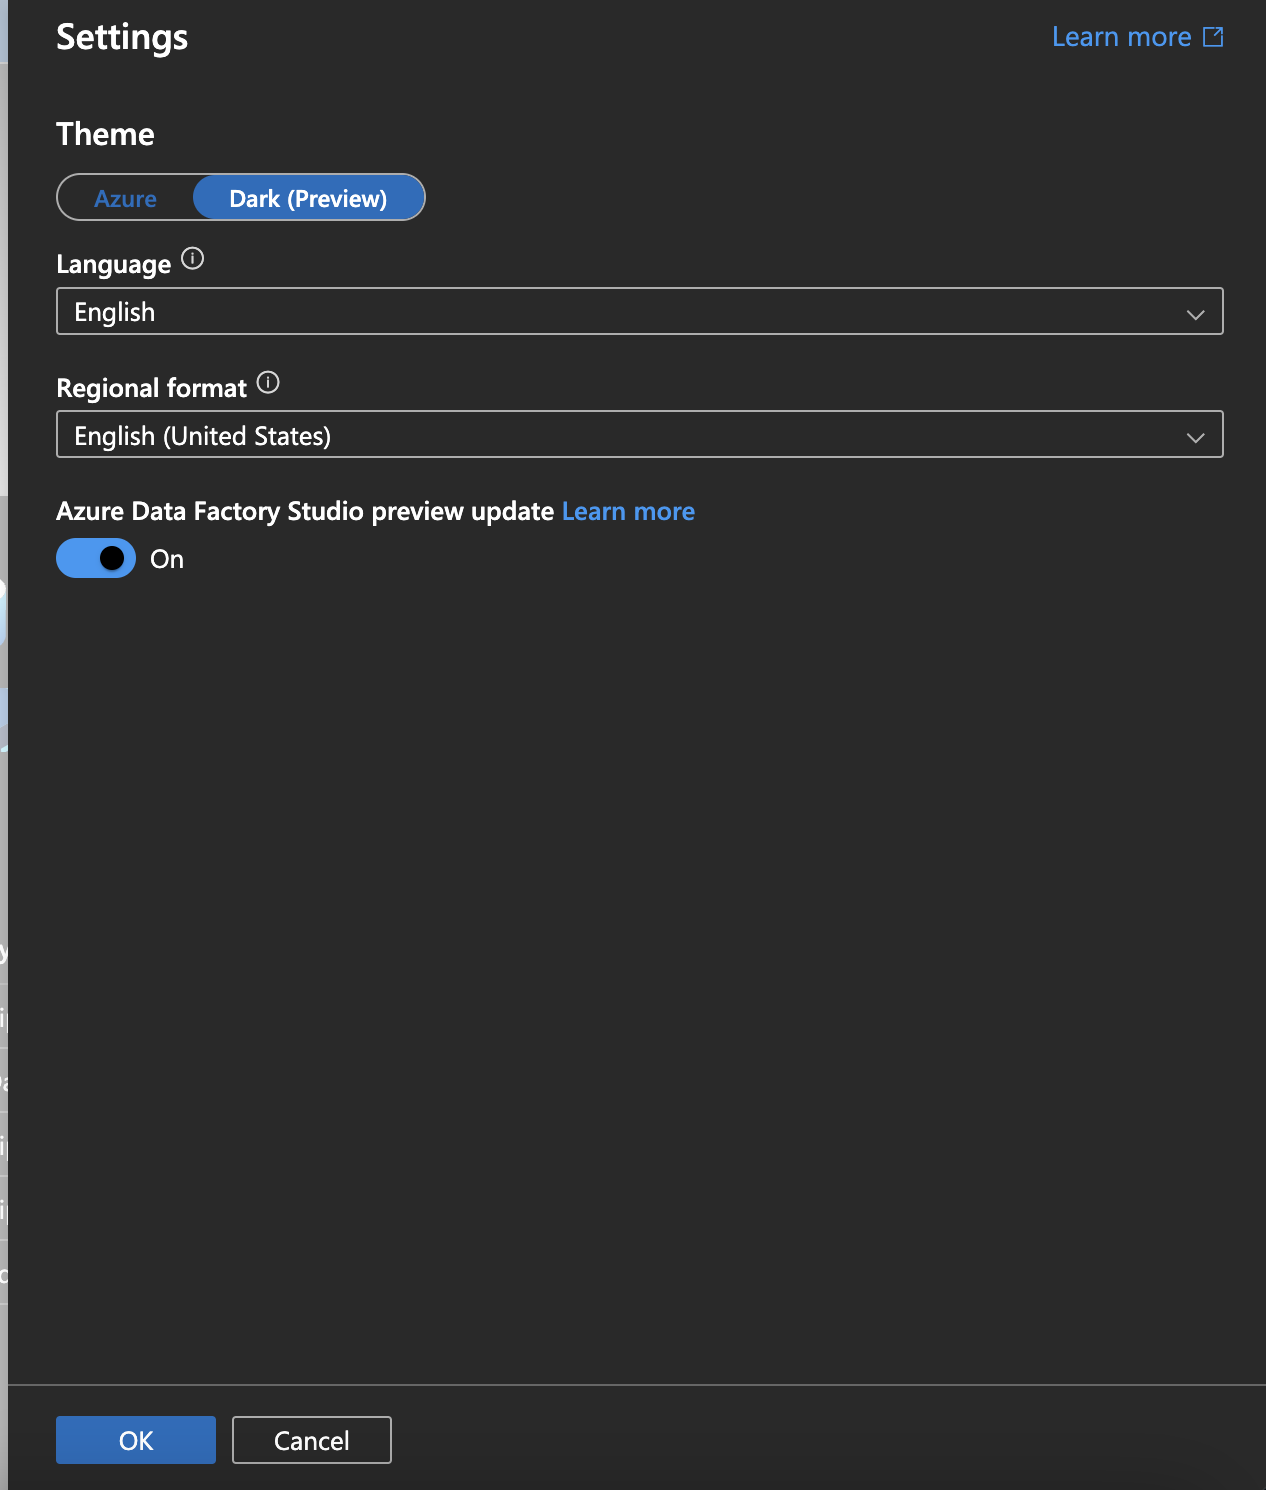 Settings
Learn more
Theme
Azure
Dark (Preview)
Language
English
Regional format
English (United States)
Azure Data Factory Studio preview update Learn more
On
OK
Cancel